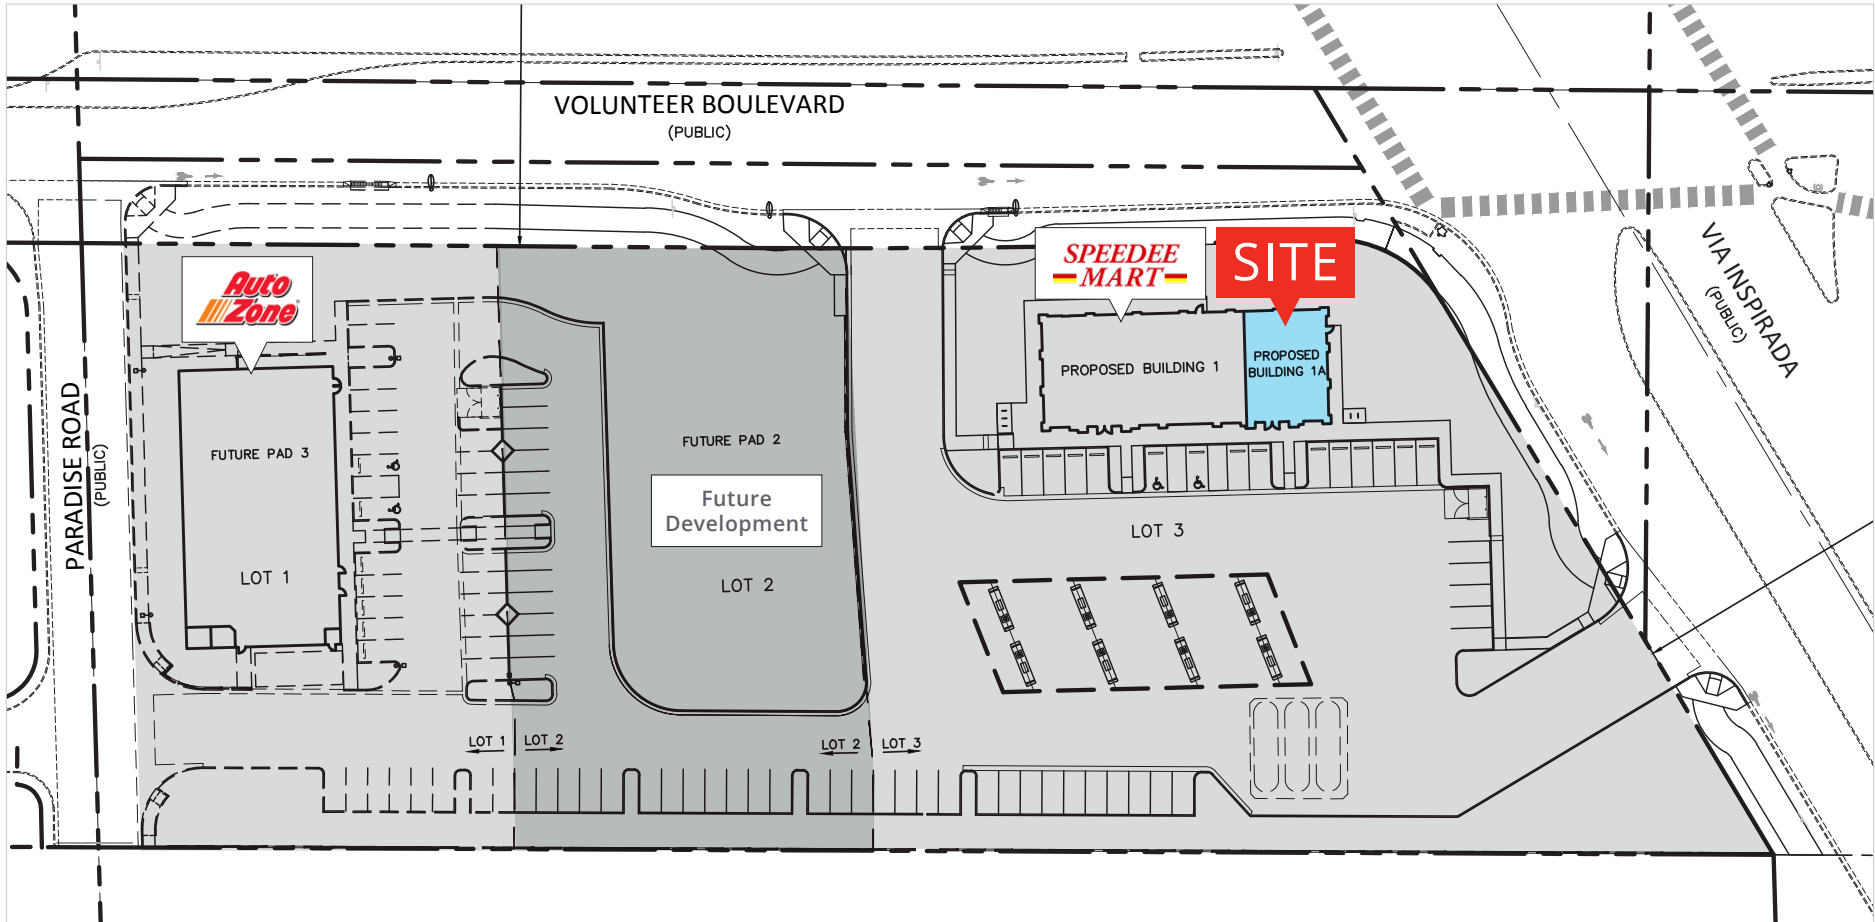 VOLUNTEER BOULEVARD
(PUBLIC)
SPEEDEE
MART
SITE
VIA INSPIRADA
(PUBLIC)
Auto
Zone
PROPOSED BUILDING 1
PROPOSED
BUILDING 1A
PARADISE ROAD
(PUBLIC)
FUTURE PAD 3
FUTURE PAD 2
Future
Development
LOT 3
LOT 1
LOT 2
LOT 1
LOT 2
LOT 2
LOT 3